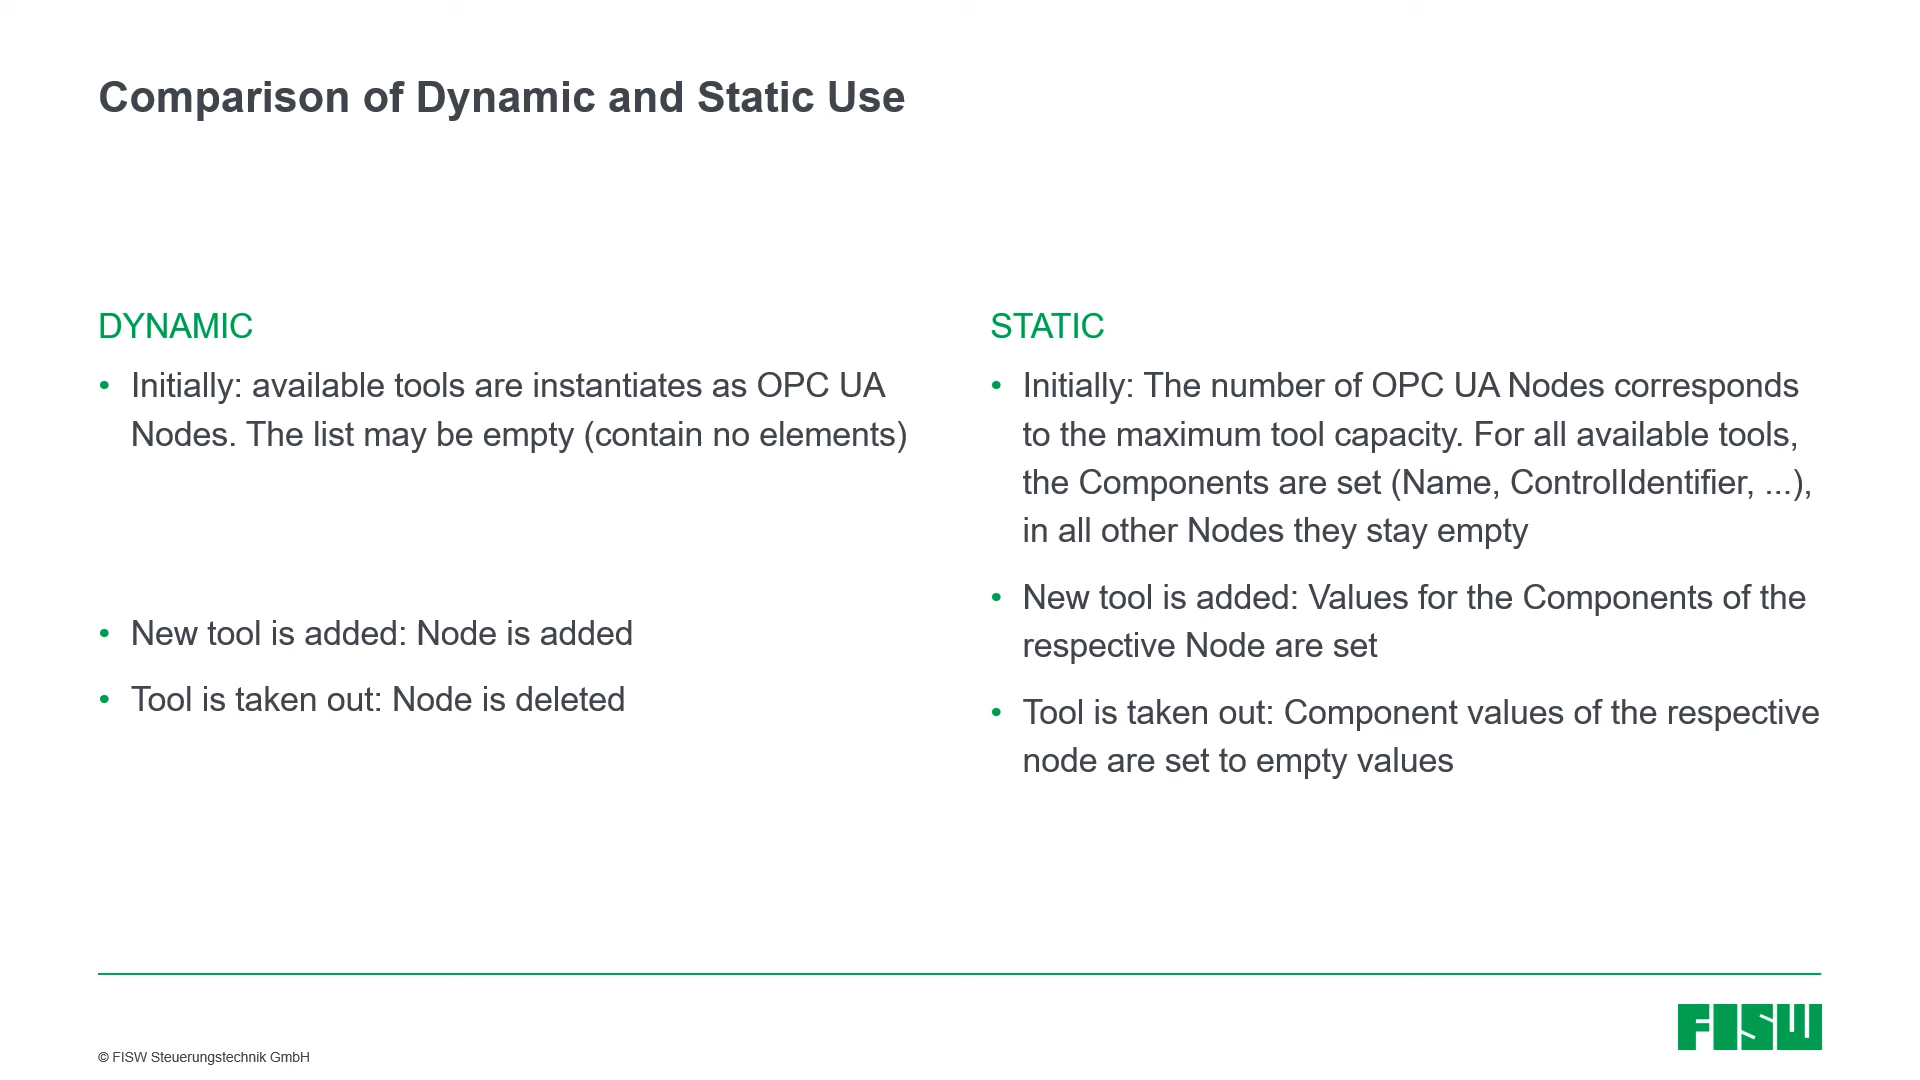 Comparison of Dynamic and Static Use
DYNAMIC
• Initially: available tools are instantiates as OPC UA
Nodes. The list may be empty (contain no elements)
• New tool is added: Node is added
• Tool is taken out: Node is deleted
STATIC
• Initially: The number of OPC UA Nodes corresponds
to the maximum tool capacity. For all available tools,
the Components are set (Name, ControlIdentifier, ...),
in all other Nodes they stay empty
• New tool is added: Values for the Components of the
respective Node are set
• Tool is taken out: Component values of the respective
node are set to empty values
© FISW Steuerungstechnik GmbH
FISW